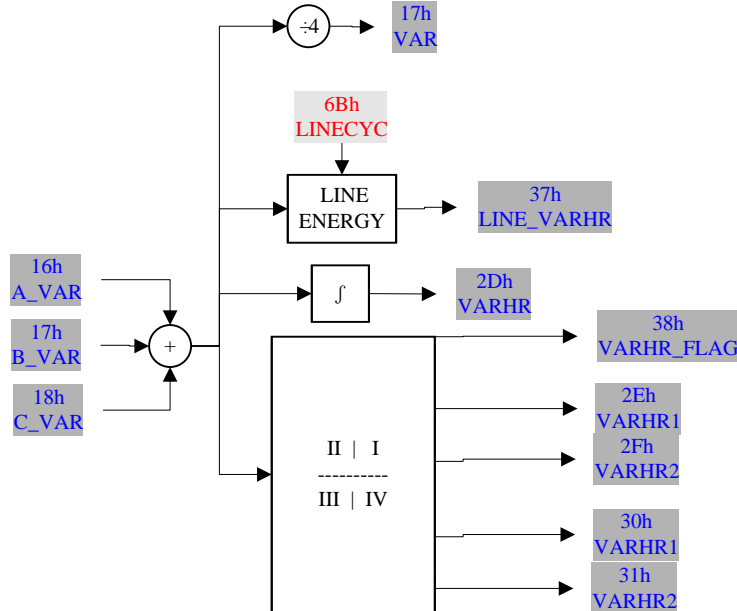 ÷4
17h
VAR
6Bh
LINECYC
LINE
ENERGY
37h
LINE_VARHR
16h
A_VAR
∫
2Dh
VARHR
17h
B_VAR
+
38h
VARHR_FLAG
18h
C_VAR
2Eh
VARHR1
II | I
----------
III | IV
2Fh
VARHR2
30h
VARHR1
31h
VARHR2